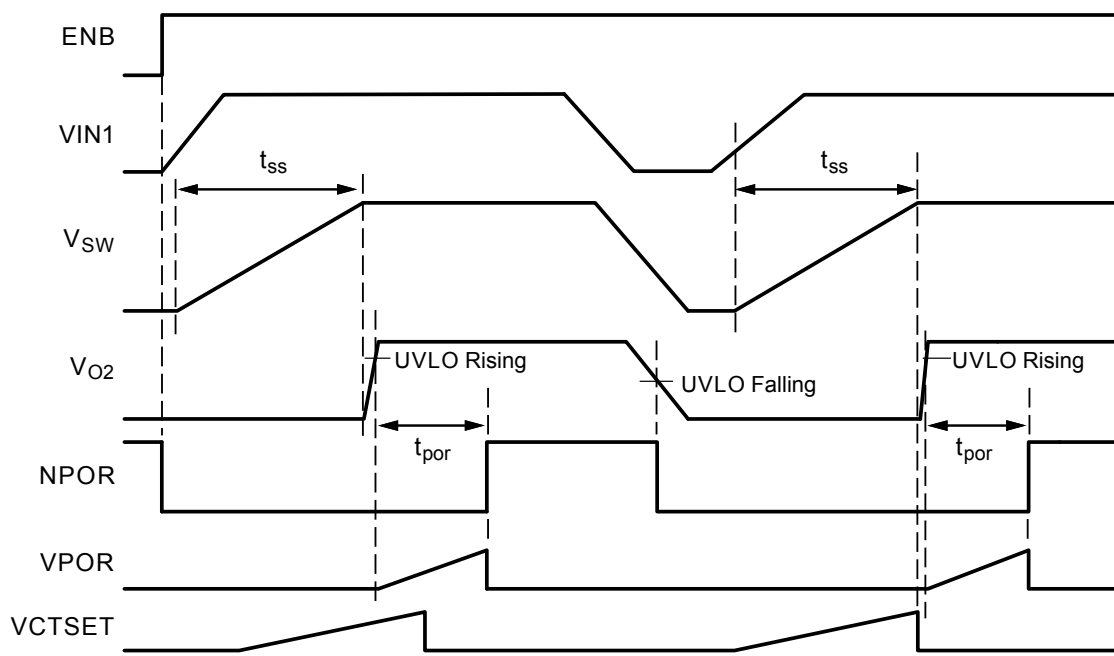 ENB
VIN1
tss
tss
VSW
VO2
UVLO Rising
UVLO Falling
UVLO Rising
tpor
tpor
NPOR
VPOR
VCTSET